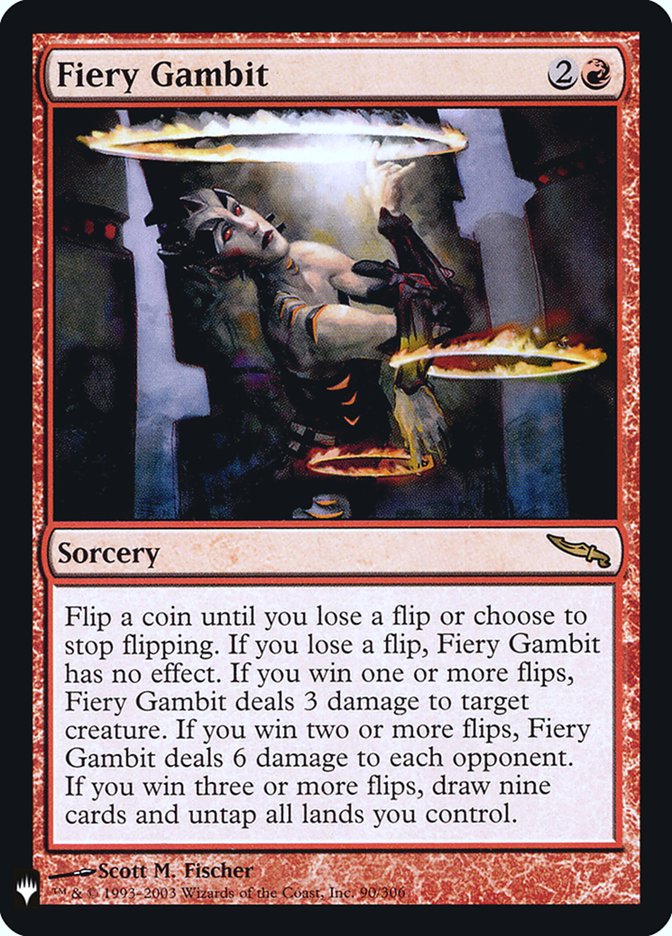 Fiery Gambit 2
Sorcery
Flip a coin until you lose a flip or choose to
stop flipping. If you lose a flip, Fiery Gambit
has no effect. If you win one or more flips,
Fiery Gambit deals 3 damage to target
creature. If you win two or more flips, Fiery
Gambit deals 6 damage to each opponent.
If you win three or more flips, draw nine
cards and untap all lands you control.
Scott M. Fischer
™ & © 1993–2003 Wizards of the Coast, Inc. 90/306